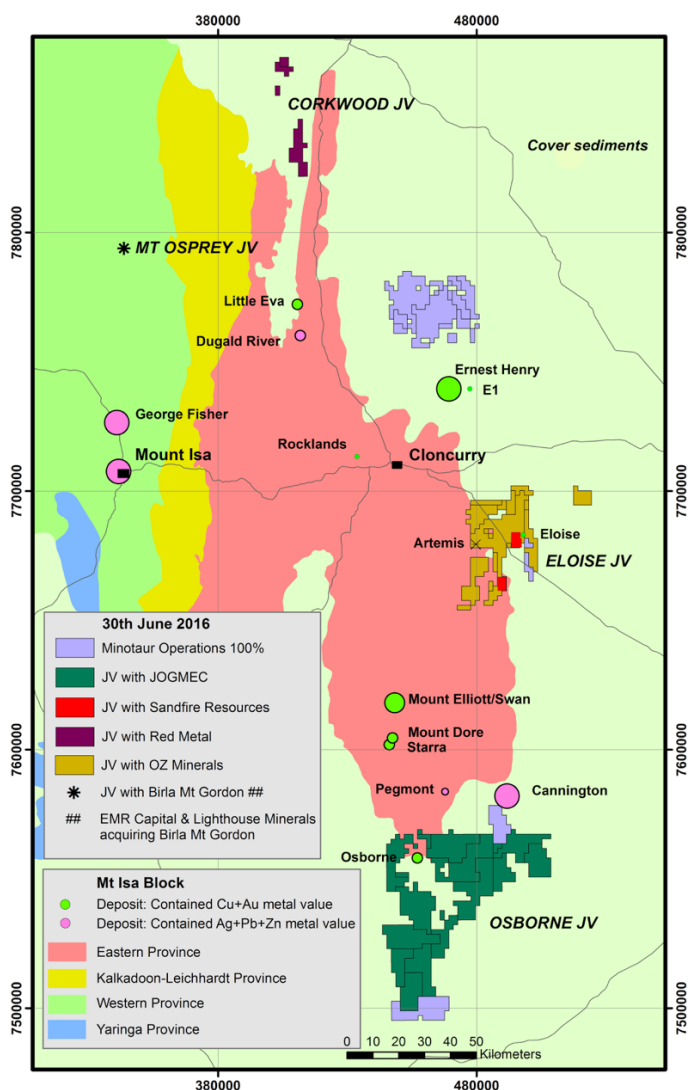 380000
480000
CORKWOOD JV
Cover sediments
7800000
7800000
MT OSPREY JV
Little Eva
Dugald River
Ernest Henry
E1
George Fisher
Mount Isa
Rocklands
Cloncurry
7700000
7700000
Artemis
Eloise
ELOISE JV
30th June 2016
Minotaur Operations 100%
JV with JOGMEC
JV with Sandfire Resources
JV with Red Metal
JV with OZ Minerals
JV with Birla Mt Gordon ##
## EMR Capital & Lighthouse Minerals
acquiring Birla Mt Gordon
Mount Elliott/Swan
Mount Dore
Starra
7600000
7600000
Pegmont
Cannington
Osborne
OSBORNE JV
Mt Isa Block
Deposit: Contained Cu+Au metal value
Deposit: Contained Ag+Pb+Zn metal value
Eastern Province
Kalkadoon-Leichhardt Province
Western Province
Yaringa Province
7500000
7500000
0 10 20 30 40 50
Kilometers
380000
480000